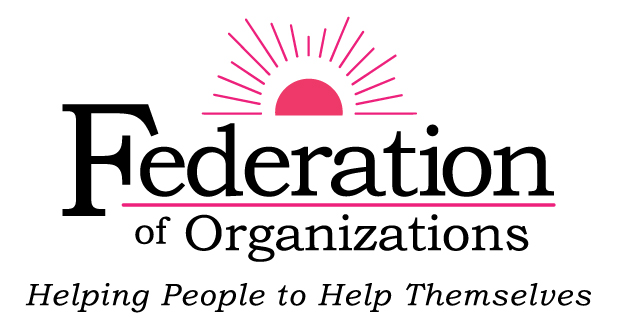 Federation
of Organizations
Helping People to Help Themselves